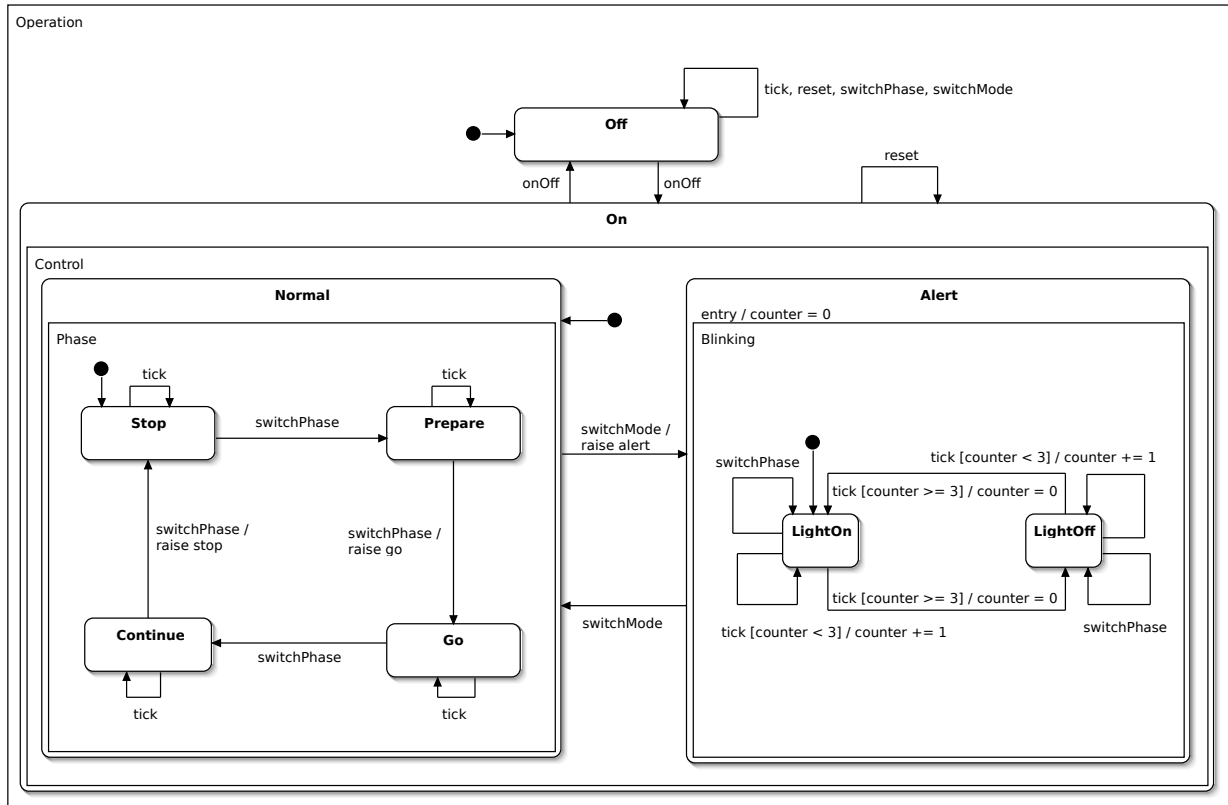 Operation
tick, reset, switchPhase, switchMode
Off
reset
onOff
onOff
On
Control
Normal
Alert
entry / counter = 0
Phase
Blinking
tick
tick
Stop
switchPhase
Prepare
switchMode /
raise alert
tick [counter < 3] / counter += 1
switchPhase
tick [counter >= 3] / counter = 0
switchPhase /
raise stop
switchPhase /
raise go
LightOn
LightOff
tick [counter >= 3] / counter = 0
switchMode
switchPhase
tick [counter < 3] / counter += 1
Continue
switchPhase
Go
tick
tick